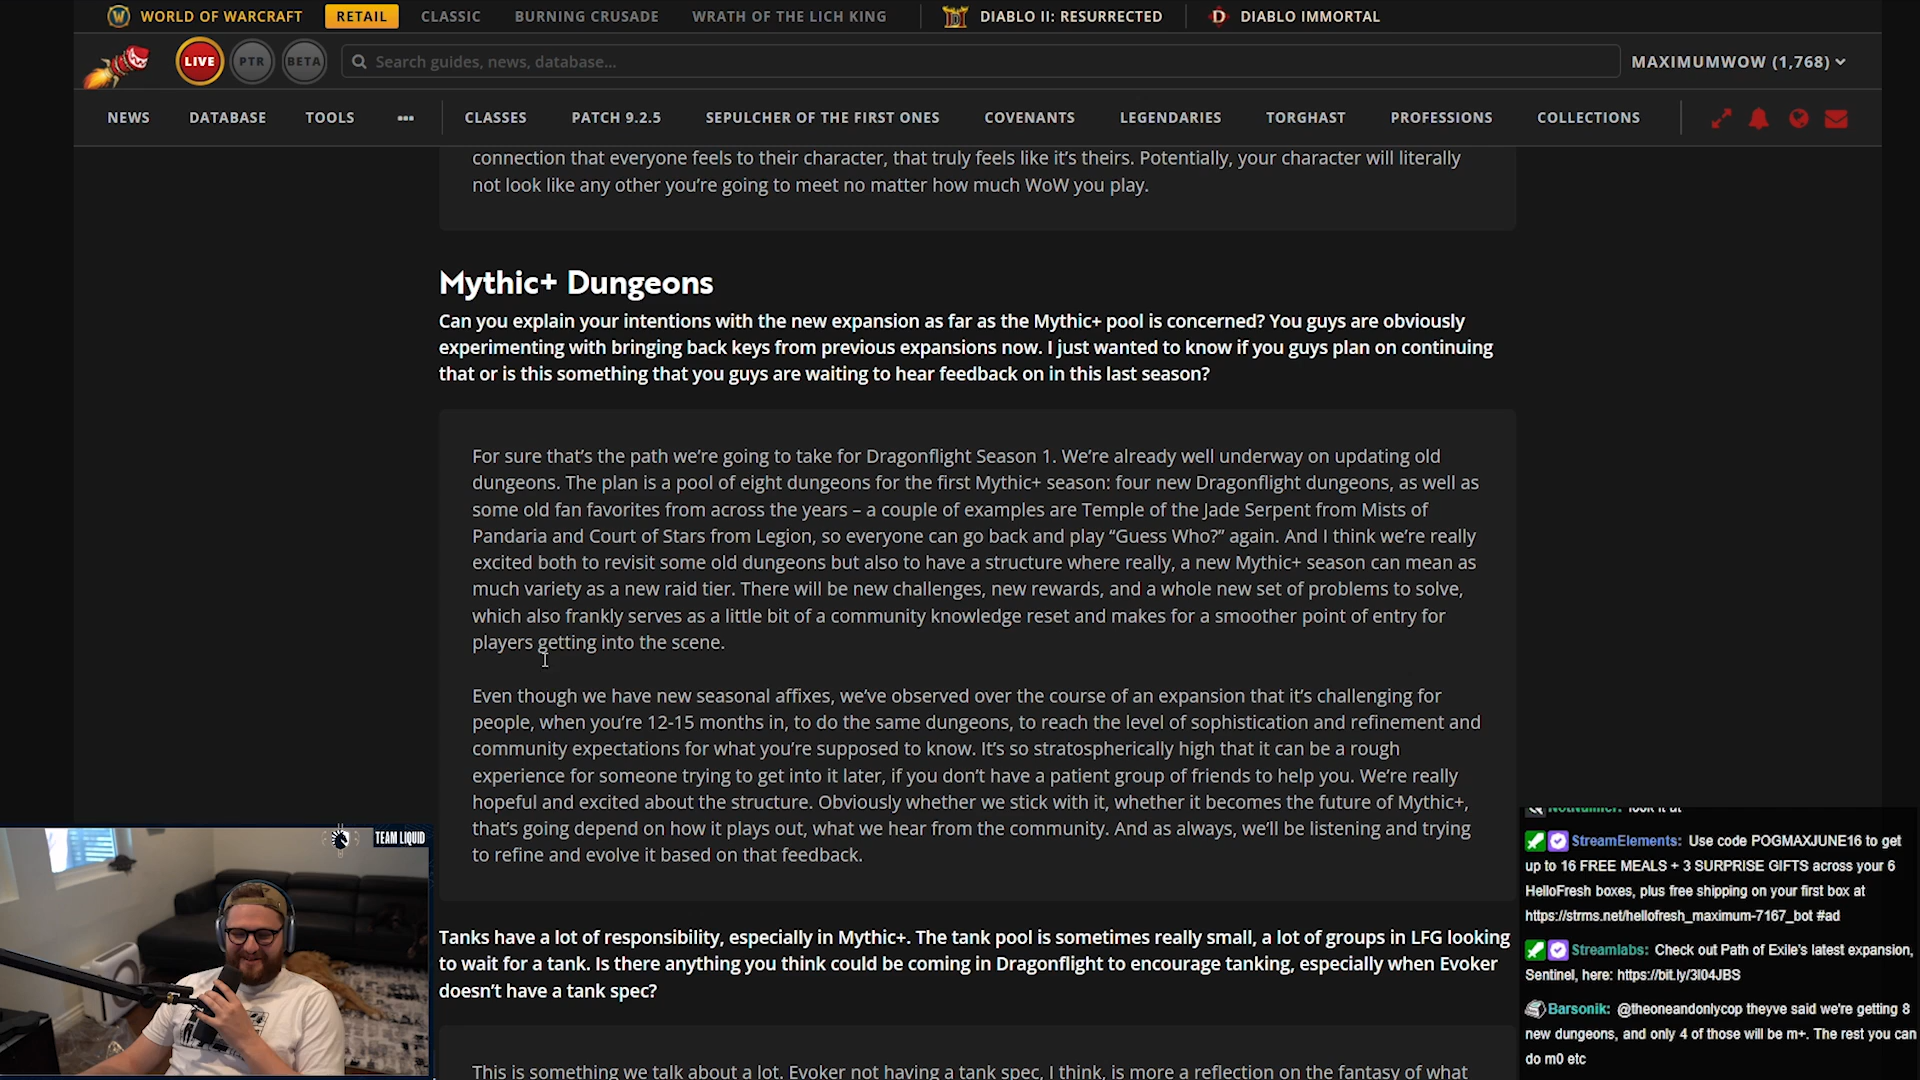 WORLD OF WARCRAFT RETAIL CLASSIC BURNING CRUSADE WRATH OF THE LICH KING DIABLO II: RESURRECTED DIABLO IMMORTAL
LIVE PTR BETA Search guides, news, database... MAXIMUMWOW (1,768)
NEWS DATABASE TOOLS ••• CLASSES PATCH 9.2.5 SEPULCHER OF THE FIRST ONES COVENANTS LEGENDARIES TORGHAST PROFESSIONS COLLECTIONS
connection that everyone feels to their character, that truly feels like it’s theirs. Potentially, your character will literally
not look like any other you’re going to meet no matter how much WoW you play.
Mythic+ Dungeons
Can you explain your intentions with the new expansion as far as the Mythic+ pool is concerned? You guys are obviously
experimenting with bringing back keys from previous expansions now. I just wanted to know if you guys plan on continuing
that or is this something that you guys are waiting to hear feedback on in this last season?
For sure that’s the path we’re going to take for Dragonflight Season 1. We’re already well underway on updating old
dungeons. The plan is a pool of eight dungeons for the first Mythic+ season: four new Dragonflight dungeons, as well as
some old fan favorites from across the years – a couple of examples are Temple of the Jade Serpent from Mists of
Pandaria and Court of Stars from Legion, so everyone can go back and play “Guess Who?” again. And I think we’re really
excited both to revisit some old dungeons but also to have a structure where really, a new Mythic+ season can mean as
much variety as a new raid tier. There will be new challenges, new rewards, and a whole new set of problems to solve,
which also frankly serves as a little bit of a community knowledge reset and makes for a smoother point of entry for
players getting into the scene.
Even though we have new seasonal affixes, we’ve observed over the course of an expansion that it’s challenging for
people, when you’re 12-15 months in, to do the same dungeons, to reach the level of sophistication and refinement and
community expectations for what you’re supposed to know. It’s so stratospherically high that it can be a rough
experience for someone trying to get into it later, if you don’t have a patient group of friends to help you. We’re really
hopeful and excited about the structure. Obviously whether we stick with it, whether it becomes the future of Mythic+,
that’s going depend on how it plays out, what we hear from the community. And as always, we’ll be listening and trying
to refine and evolve it based on that feedback.
Tanks have a lot of responsibility, especially in Mythic+. The tank pool is sometimes really small, a lot of groups in LFG looking
to wait for a tank. Is there anything you think could be coming in Dragonflight to encourage tanking, especially when Evoker
doesn’t have a tank spec?
This is something we talk about a lot. Evoker not having a tank spec, I think, is more a reflection on the fantasy of what
TEAM LIQUID
look it at
StreamElements: Use code POGMAXJUNE16 to get
up to 16 FREE MEALS + 3 SURPRISE GIFTS across your 6
HelloFresh boxes, plus free shipping on your first box at
https://strms.net/hellofresh_maximum-7167_bot #ad
Streamlabs: Check out Path of Exile's latest expansion,
Sentinel, here: https://bit.ly/3l04JBS
Barsonik: @theoneandonlycop theyve said we're getting 8
new dungeons, and only 4 of those will be m+. The rest you can
do m0 etc